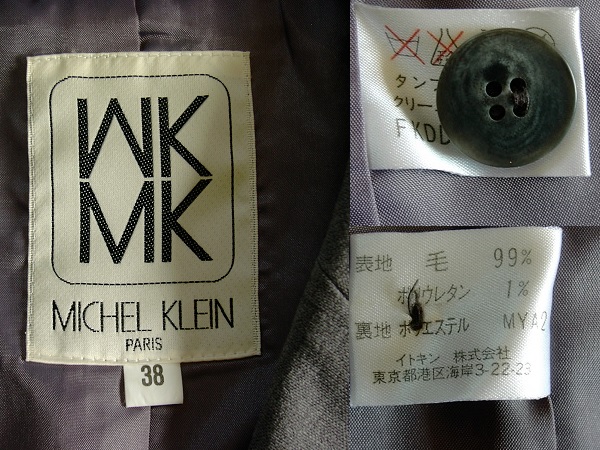 WK
MK
MICHEL KLEIN
PARIS
38
タンブ
クリー
FKDD
表地 毛 99%
ポリウレタン 1%
裏地 ポリエステル MYA2
イトキン 株式会社
東京都港区海岸3-22-23